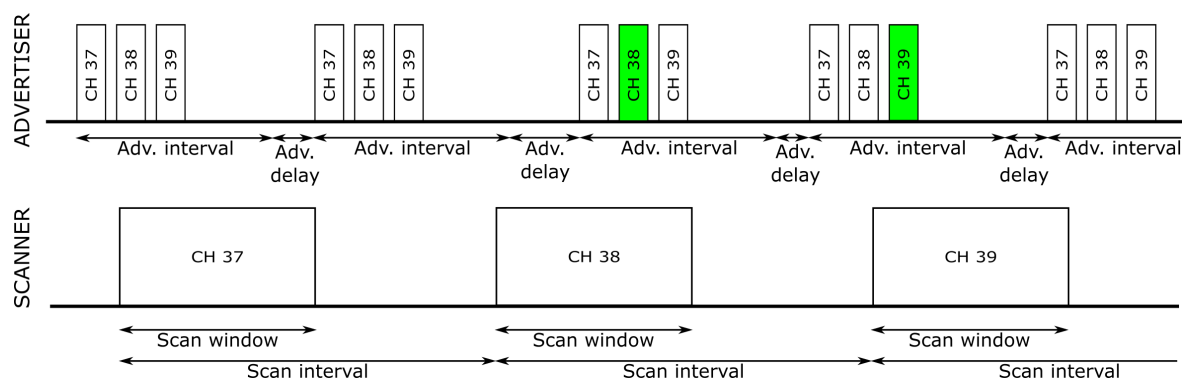 ADVERTISER
CH 37 CH 38 CH 39 CH 37 CH 38 CH 39 CH 37 CH 38 CH 39 CH 37 CH 38 CH 39 CH 37 CH 38 CH 39
Adv. interval Adv. delay Adv. interval Adv. delay Adv. interval Adv. delay Adv. interval Adv. delay Adv. interval
SCANNER
CH 37 CH 38 CH 39
Scan window Scan window Scan window
Scan interval Scan interval Scan interval